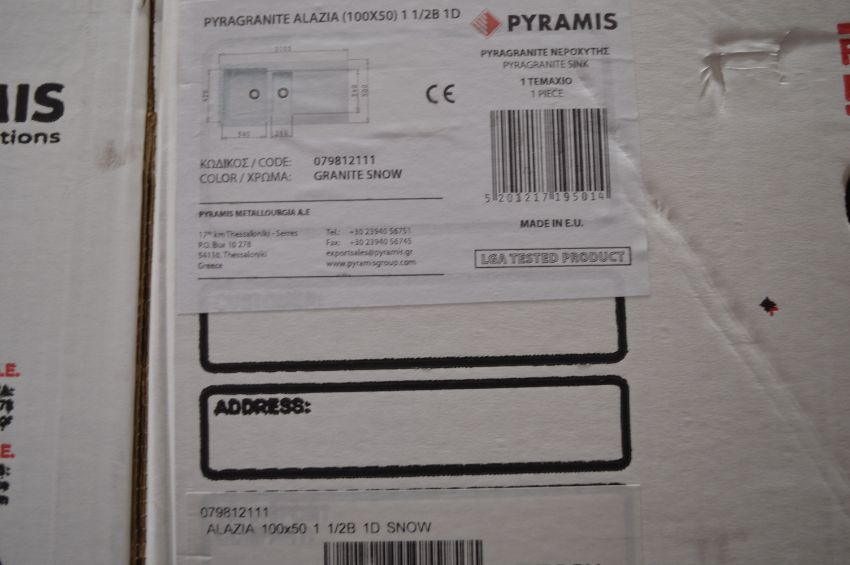 PYRAGRANITE ALAZIA (100X50) 1 1/2B 1D
PYRAMIS
PYRAGRANITE ΝΕΡΟΧΥΤΗΣ
PYRAGRANITE SINK
1 ΤΕΜΑΧΙΟ
1 PIECE
CE
ΚΩΔΙΚΟΣ / CODE: 079812111
COLOR / ΧΡΩΜΑ: GRANITE SNOW
5 201217 195014
MADE IN E.U.
LGA TESTED PRODUCT
PYRAMIS METALLOURGIA A.E
17th km Thessaloniki - Serres
P.O. Box 10 278
54110, Thessaloniki
Greece
Tel.: +30 23940 56751
Fax: +30 23940 56745
exportsales@pyramis.gr
www.pyramisgroup.com
MIS
tions
ADDRESS:
079812111
ALAZIA 100x50 1 1/2B 1D SNOW